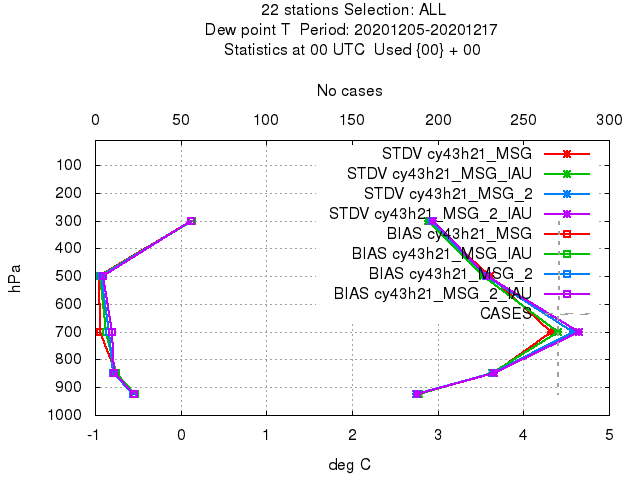 22 stations Selection: ALL
Dew point T  Period: 20201205-20201217
Statistics at 00 UTC  Used {00} + 00
No cases
0 50 100 150 200 250 300
STDV cy43h21_MSG
100
STDV cy43h21_MSG_IAU
STDV cy43h21_MSG_2
200
STDV cy43h21_MSG_2_IAU
300
BIAS cy43h21_MSG
400
BIAS cy43h21_MSG_IAU
BIAS cy43h21_MSG_2
500
BIAS cy43h21_MSG_2_IAU
600
CASES
700
800
900
1000
hPa
-1 0 1 2 3 4 5
deg C